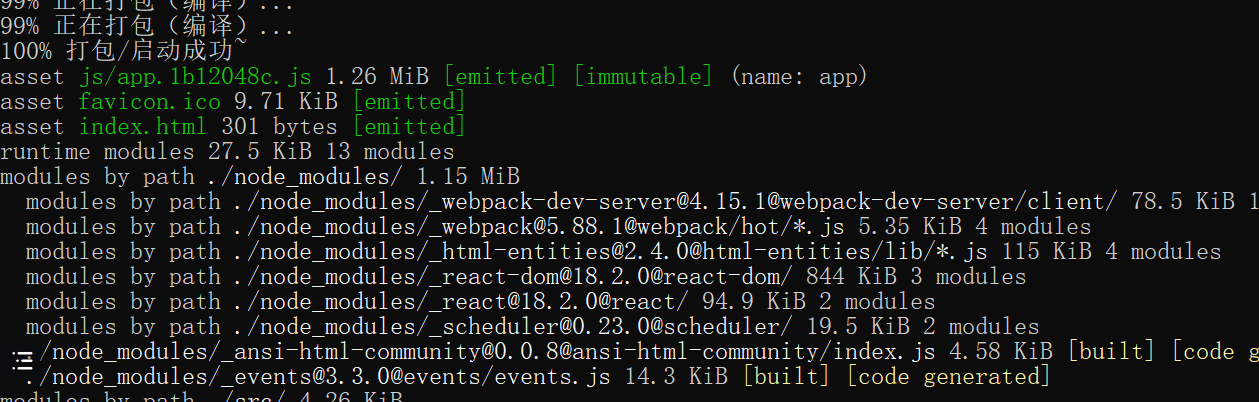 99% 正在打包（编译）...
99% 正在打包（编译）...
100% 打包/启动成功~
asset js/app.1b12048c.js 1.26 MiB [emitted] [immutable] (name: app)
asset favicon.ico 9.71 KiB [emitted]
asset index.html 301 bytes [emitted]
runtime modules 27.5 KiB 13 modules
modules by path ./node_modules/ 1.15 MiB
modules by path ./node_modules/_webpack-dev-server@4.15.1@webpack-dev-server/client/ 78.5 KiB 1
modules by path ./node_modules/_webpack@5.88.1@webpack/hot/*.js 5.35 KiB 4 modules
modules by path ./node_modules/_html-entities@2.4.0@html-entities/lib/*.js 115 KiB 4 modules
modules by path ./node_modules/_react-dom@18.2.0@react-dom/ 844 KiB 3 modules
modules by path ./node_modules/_react@18.2.0@react/ 94.9 KiB 2 modules
modules by path ./node_modules/_scheduler@0.23.0@scheduler/ 19.5 KiB 2 modules
/node_modules/_ansi-html-community@0.0.8@ansi-html-community/index.js 4.58 KiB [built] [code g
./node_modules/_events@3.3.0@events/events.js 14.3 KiB [built] [code generated]
modules by path ./src/ 4.26 KiB